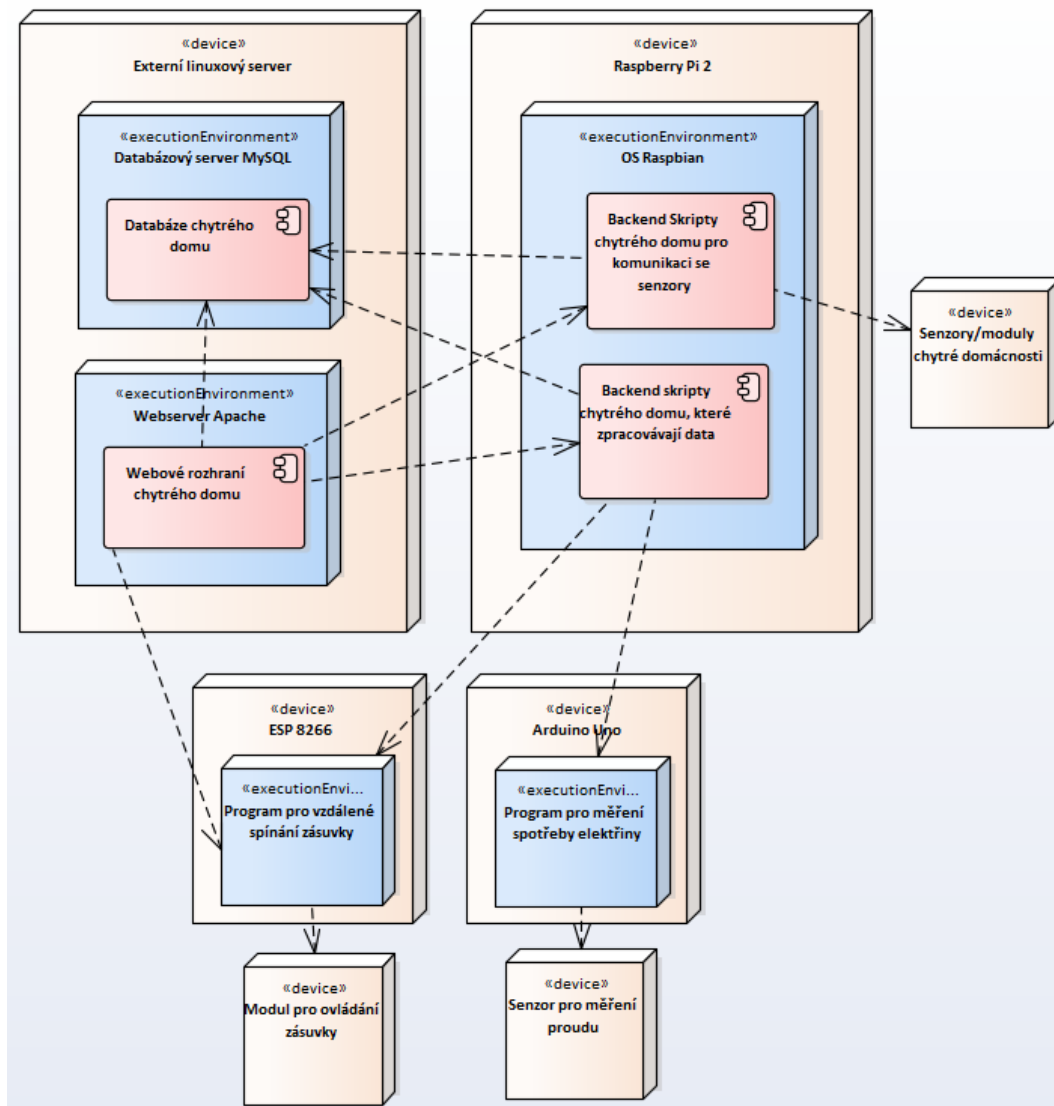 «device»
Externí linuxový server
«executionEnvironment»
Databázový server MySQL
Databáze chytrého
domu
«executionEnvironment»
Webserver Apache
Webové rozhraní
chytrého domu
«device»
Raspberry Pi 2
«executionEnvironment»
OS Raspbian
Backend Skripty
chytrého domu pro
komunikaci se
senzory
Backend skripty
chytrého domu, které
zpracovávají data
«device»
Senzory/moduly
chytré domácnosti
«device»
ESP 8266
«executionEnvi...
Program pro vzdálené
spínání zásuvky
«device»
Arduino Uno
«executionEnvi...
Program pro měření
spotřeby elektřiny
«device»
Modul pro ovládání
zásuvky
«device»
Senzor pro měření
proudu